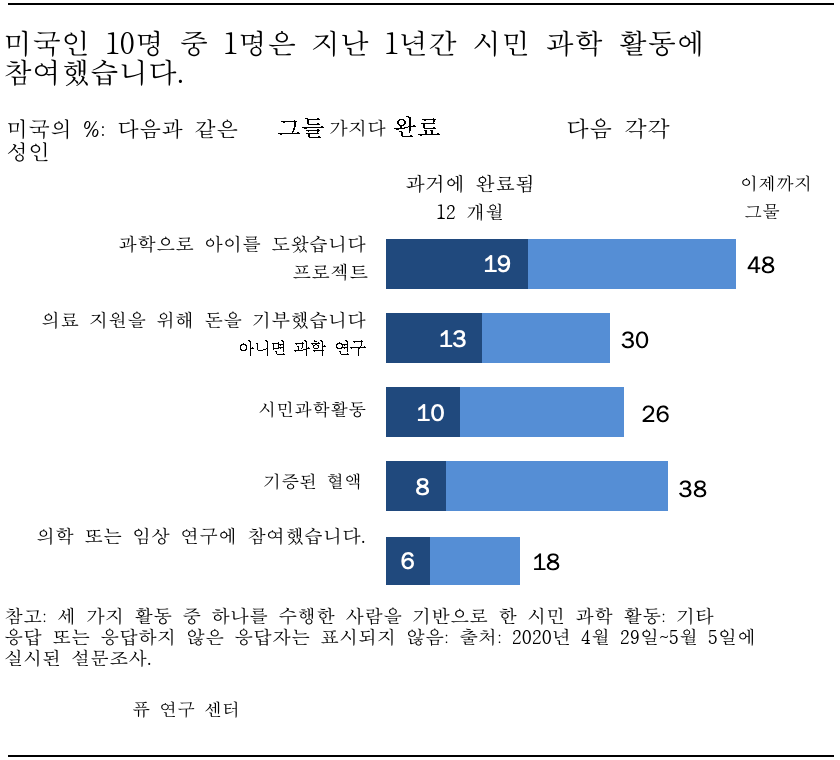 미국인 10명 중 1명은 지난 1년간 시민 과학 활동에
참여했습니다.
미국의 %: 다음과 같은 그들 가지다 완료 다음 각각
성인
과거에 완료됨 이제까지
12 개월 그물
과학으로 아이를 도왔습니다
프로젝트
19 48
의료 지원을 위해 돈을 기부했습니다
아니면 과학 연구
13 30
시민과학활동 10 26
기증된 혈액 8 38
의학 또는 임상 연구에 참여했습니다.
6 18
참고: 세 가지 활동 중 하나를 수행한 사람을 기반으로 한 시민 과학 활동: 기타
응답 또는 응답하지 않은 응답자는 표시되지 않음: 출처: 2020년 4월 29일~5월 5일에
실시된 설문조사.
퓨 연구 센터